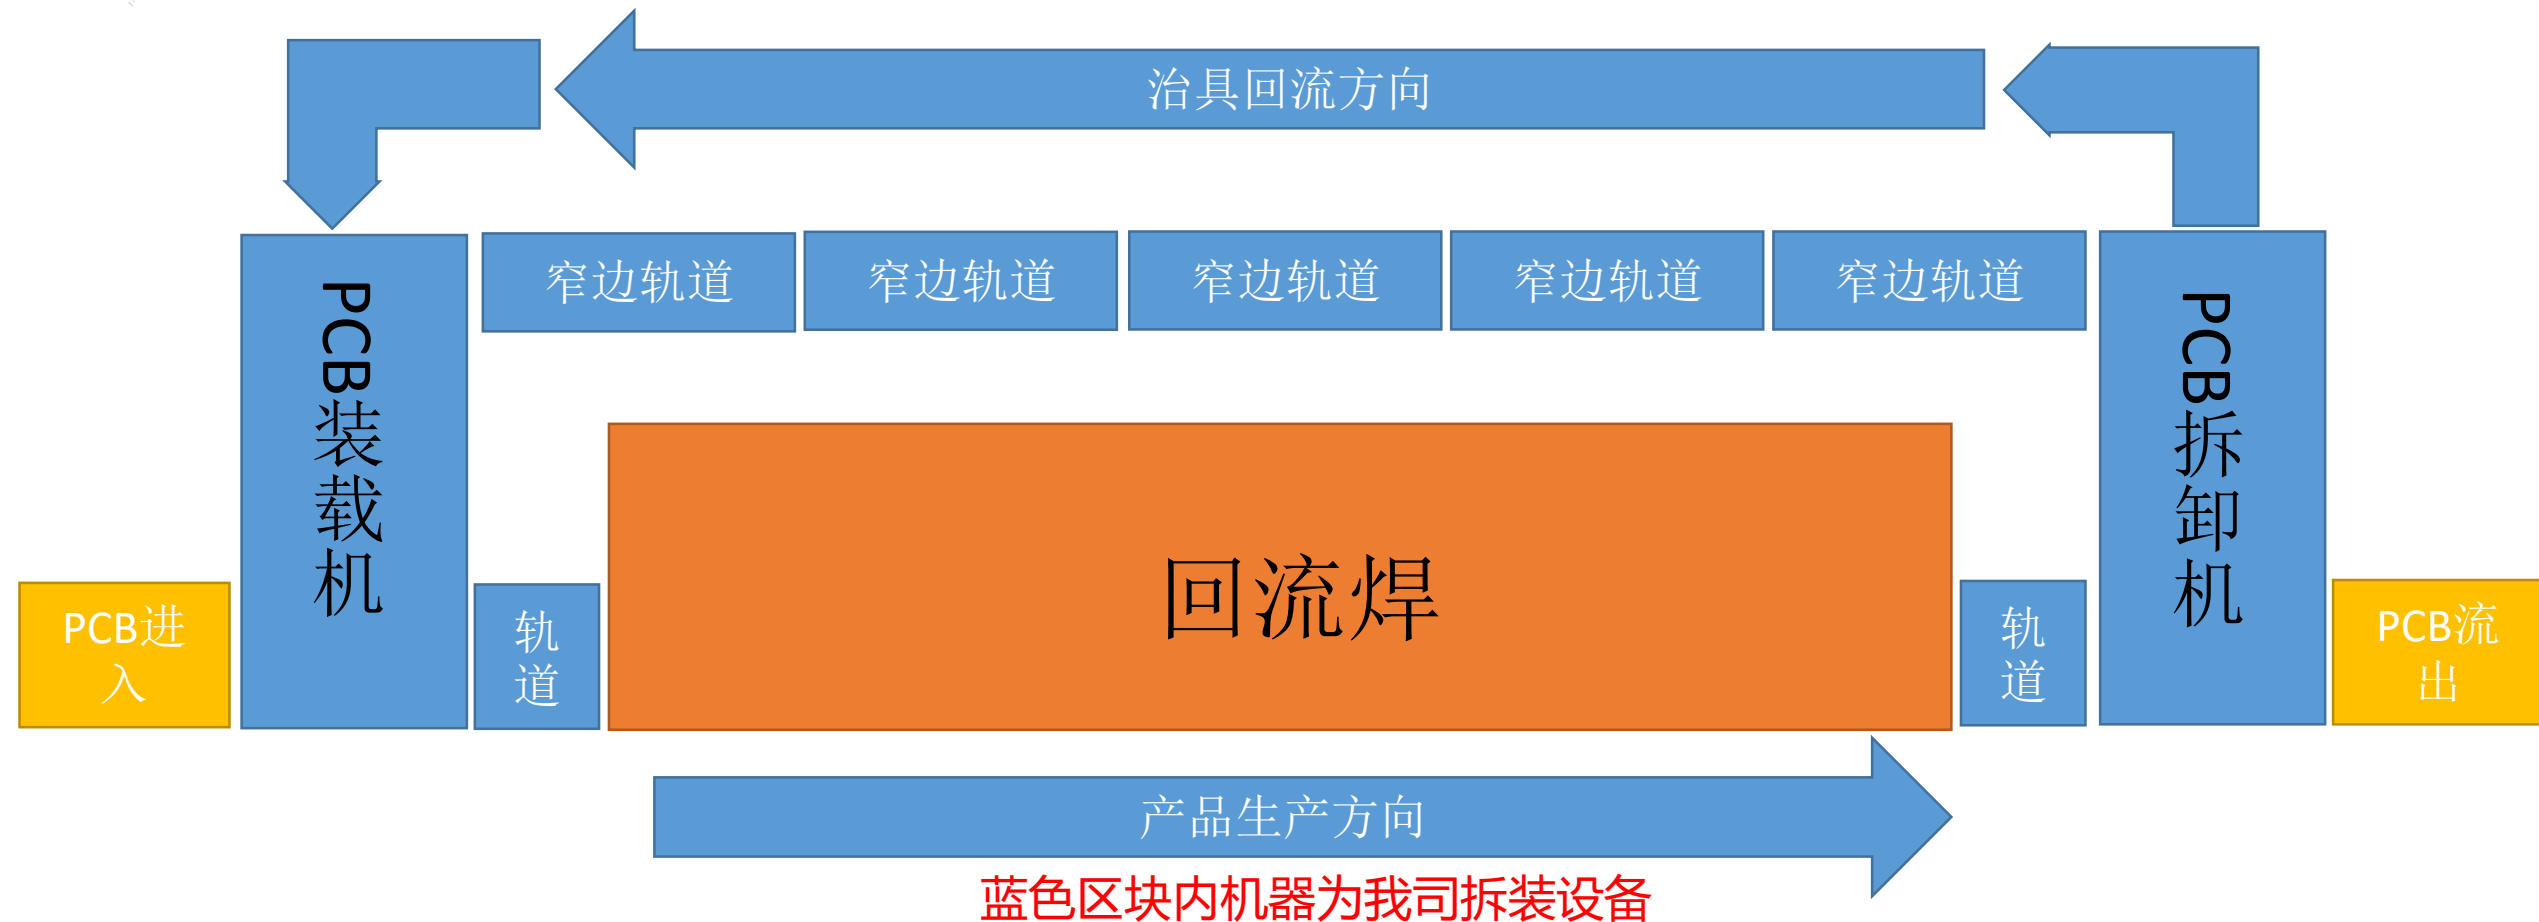 治具回流方向
PCB装载机
窄边轨道
窄边轨道
窄边轨道
窄边轨道
窄边轨道
PCB拆卸机
PCB进
入
轨
道
回流焊
轨
道
PCB流
出
产品生产方向
蓝色区块内机器为我司拆装设备